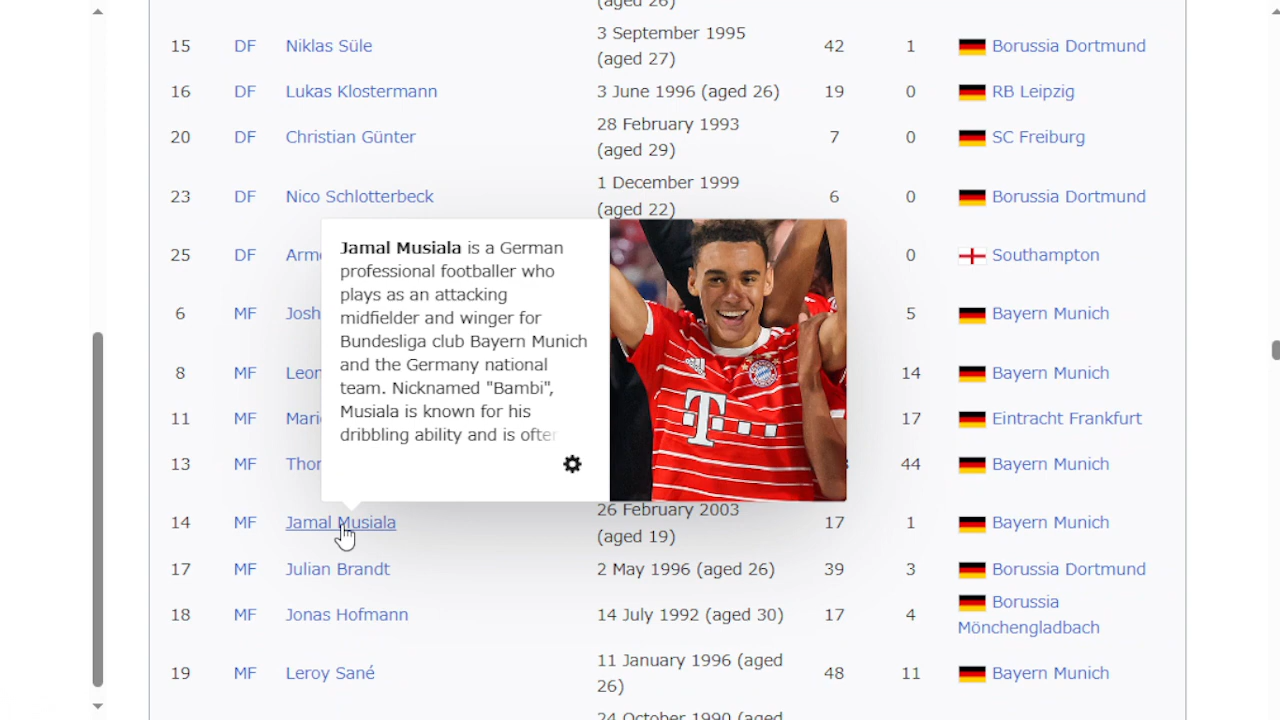 (aged 26)
15 DF Niklas Süle 3 September 1995 (aged 27) 42 1 Borussia Dortmund
16 DF Lukas Klostermann 3 June 1996 (aged 26) 19 0 RB Leipzig
20 DF Christian Günter 28 February 1993 (aged 29) 7 0 SC Freiburg
23 DF Nico Schlotterbeck 1 December 1999 (aged 22) 6 0 Borussia Dortmund
25 DF Arm 0 Southampton
6 MF Josh 5 Bayern Munich
8 MF Leon 14 Bayern Munich
11 MF Mari 17 Eintracht Frankfurt
13 MF Thom 44 Bayern Munich
Jamal Musiala is a German
professional footballer who
plays as an attacking
midfielder and winger for
Bundesliga club Bayern Munich
and the Germany national
team. Nicknamed "Bambi",
Musiala is known for his
dribbling ability and is often
T
14 MF Jamal Musiala 26 February 2003 (aged 19) 17 1 Bayern Munich
17 MF Julian Brandt 2 May 1996 (aged 26) 39 3 Borussia Dortmund
18 MF Jonas Hofmann 14 July 1992 (aged 30) 17 4 Borussia Mönchengladbach
19 MF Leroy Sané 11 January 1996 (aged 26) 48 11 Bayern Munich
24 October 1990 (aged